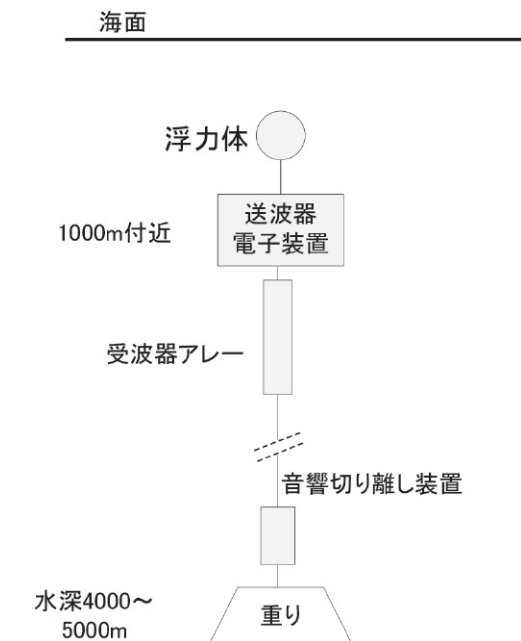 海面
浮力体
送波器
電子装置
1000m付近
受波器アレー
音響切り離し装置
水深4000～
5000m
重り